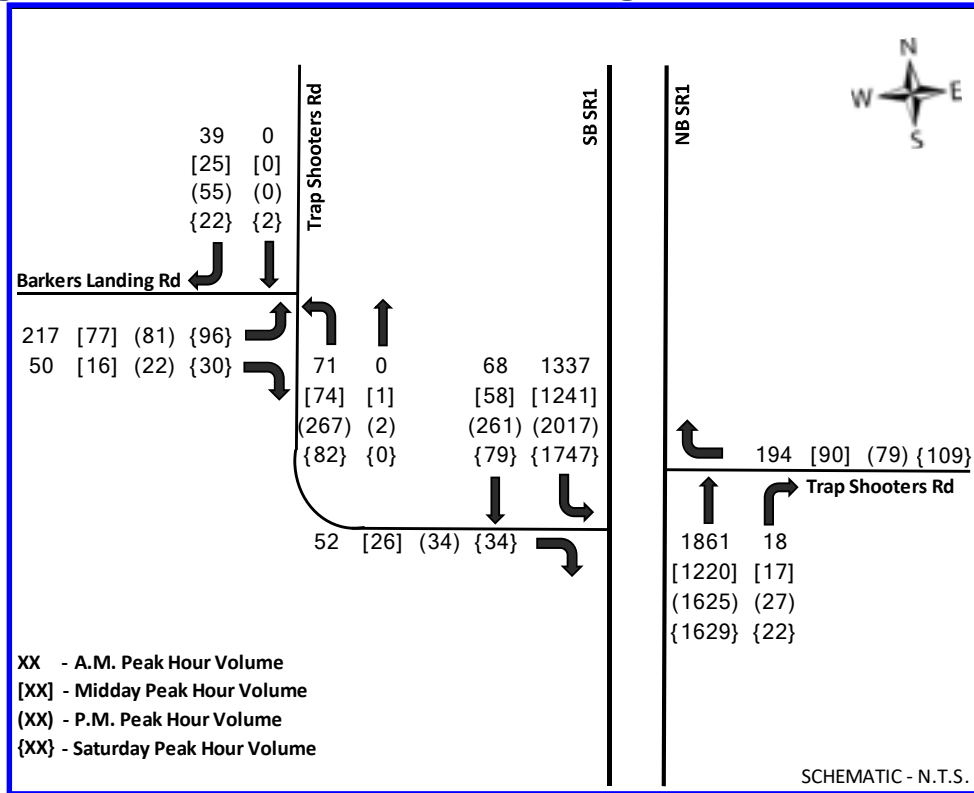 N
W E
S
Trap Shooters Rd
SB SR1
NB SR1
39 0
[25] [0]
(55) (0)
{22} {2}
Barkers Landing Rd
217 [77] (81) {96}
50 [16] (22) {30}
71 0
[74] [1]
(267) (2)
{82} {0}
68 1337
[58] [1241]
(261) (2017)
{79} {1747}
194 [90] (79) {109}
Trap Shooters Rd
52 [26] (34) {34}
1861 18
[1220] [17]
(1625) (27)
{1629} {22}
XX - A.M. Peak Hour Volume
[XX] - Midday Peak Hour Volume
(XX) - P.M. Peak Hour Volume
{XX} - Saturday Peak Hour Volume
SCHEMATIC - N.T.S.